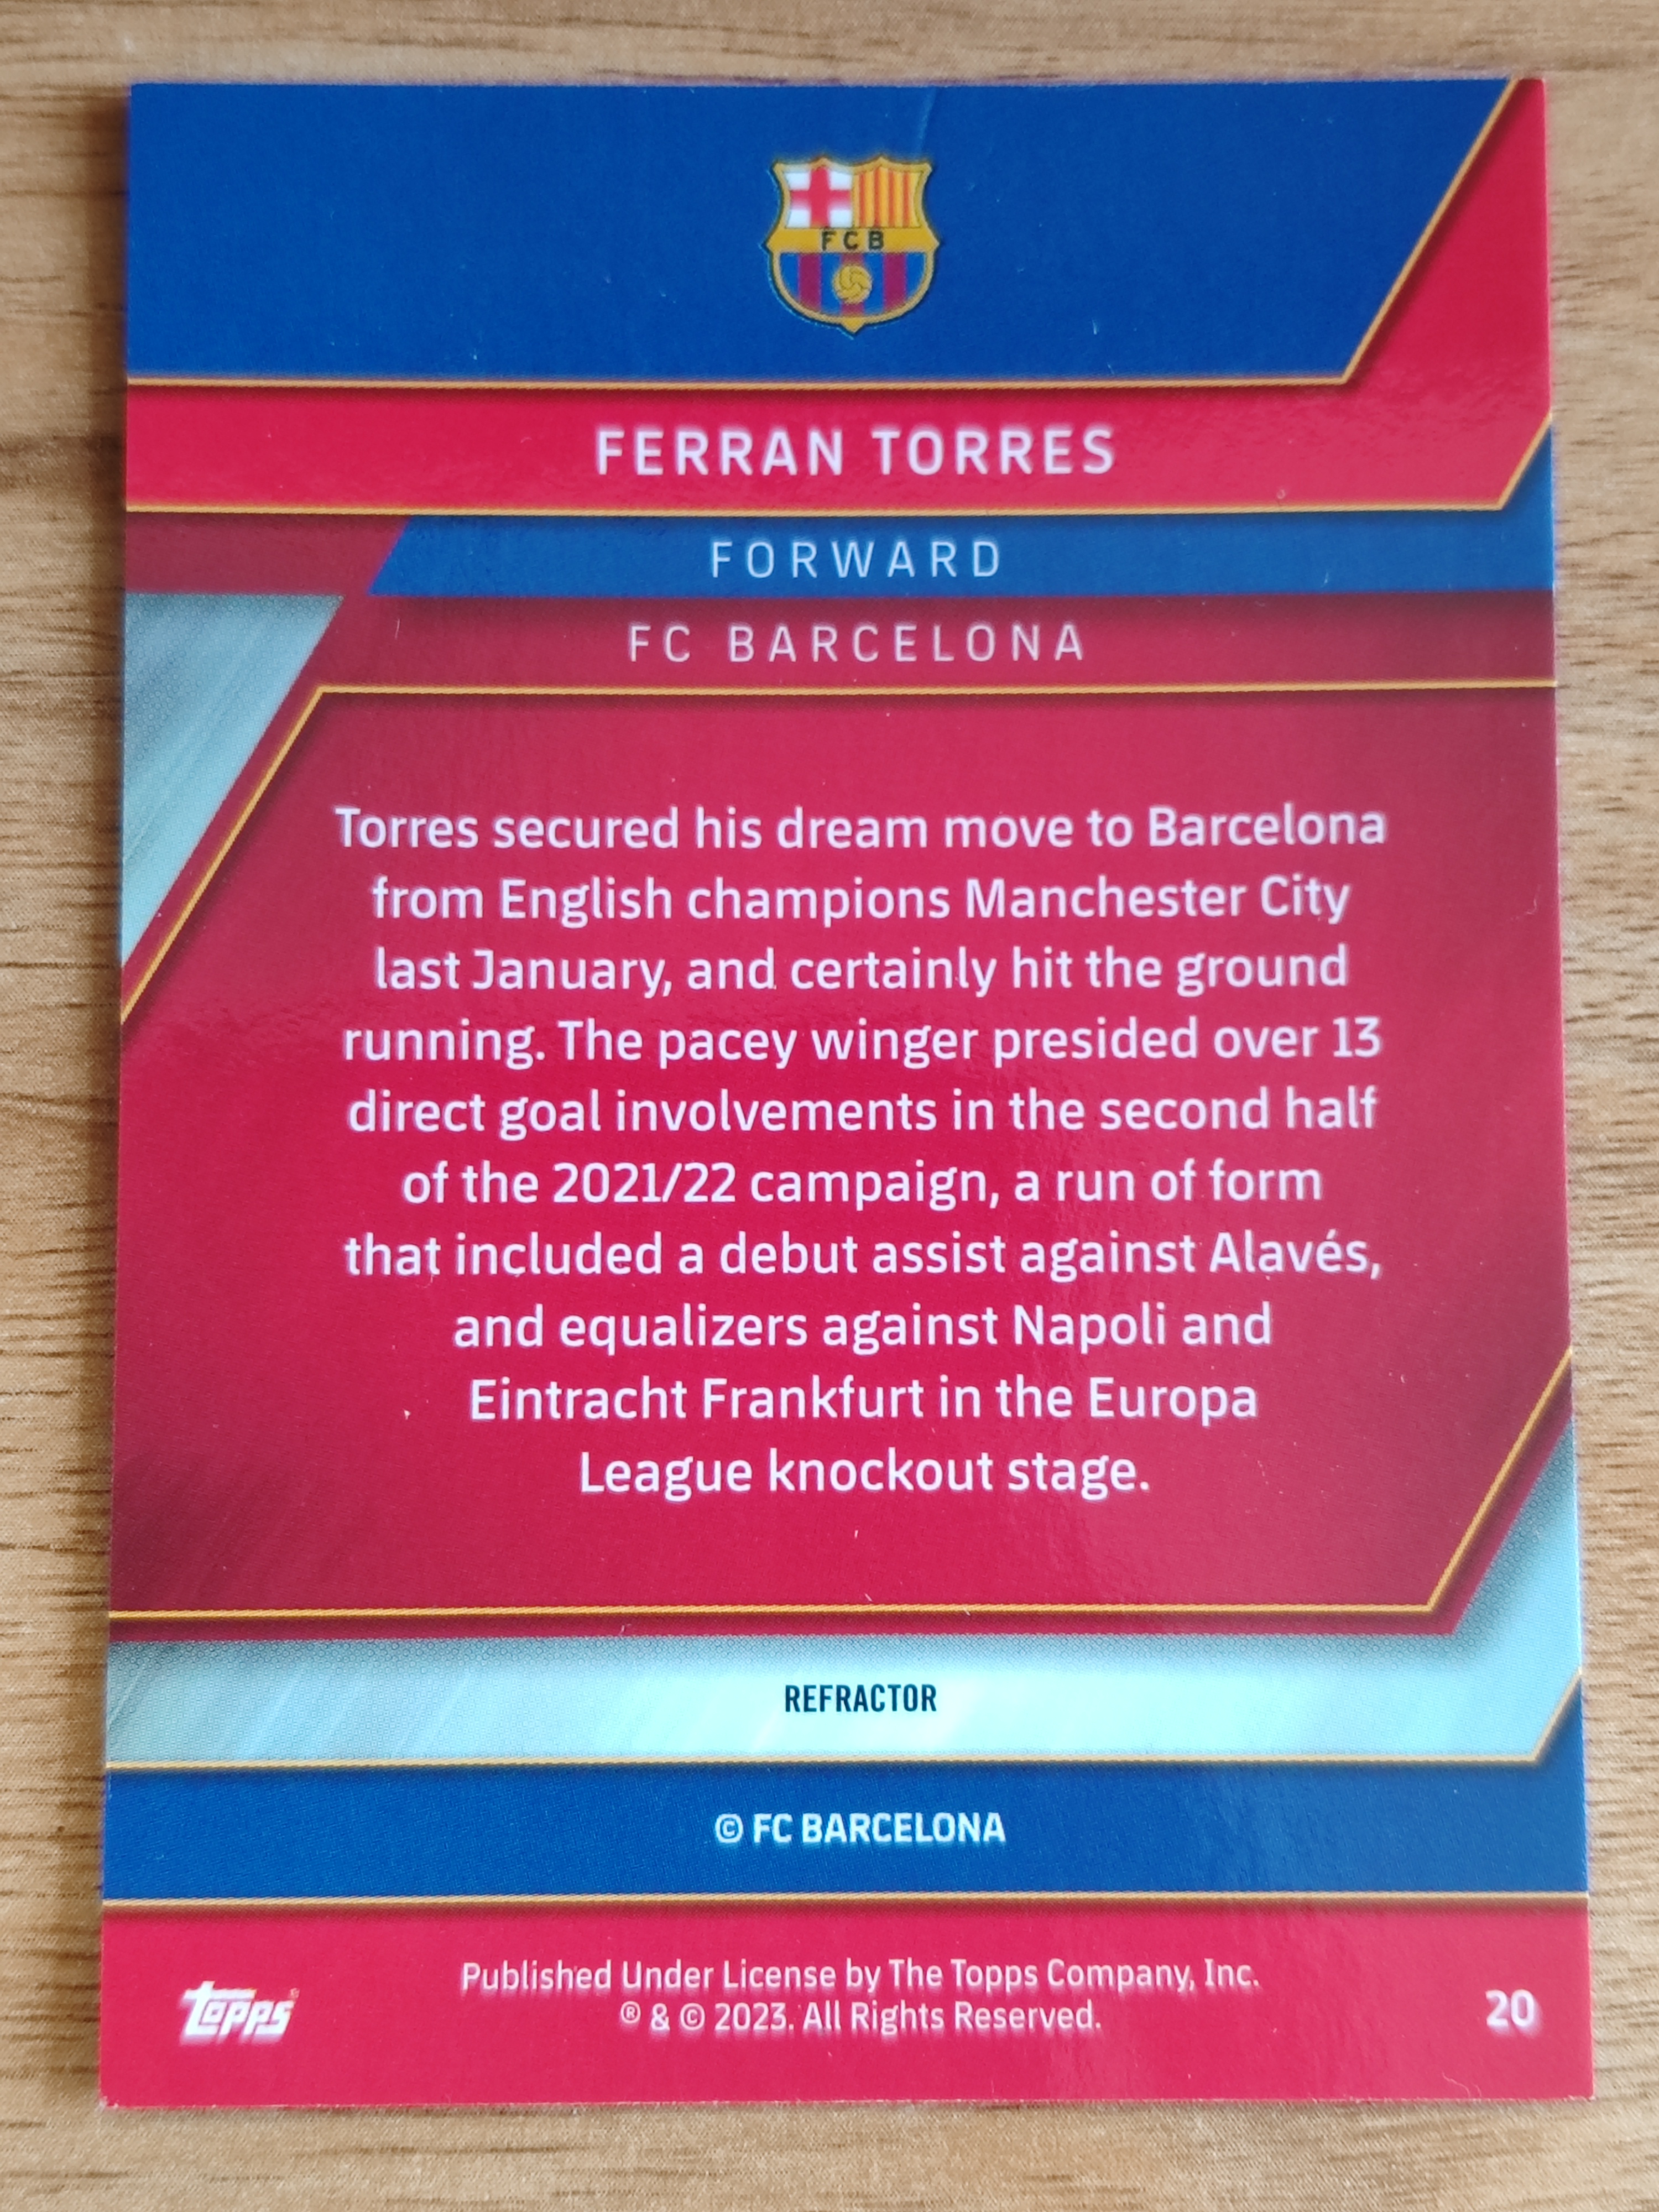 FCB
FERRAN TORRES
FORWARD
FC BARCELONA
Torres secured his dream move to Barcelona
from English champions Manchester City
last January, and certainly hit the ground
running. The pacey winger presided over 13
direct goal involvements in the second half
of the 2021/22 campaign, a run of form
that included a debut assist against Alavés,
and equalizers against Napoli and
Eintracht Frankfurt in the Europa
League knockout stage.
REFRACTOR
© FC BARCELONA
Published Under License by The Topps Company, Inc.
® & © 2023. All Rights Reserved.
topps
20